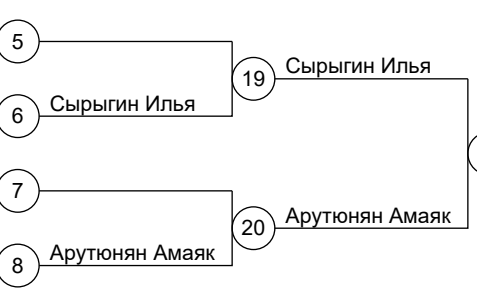 5
19 Сырыгин Илья
6 Сырыгин Илья
7
20 Арутюнян Амаяк
8 Арутюнян Амаяк